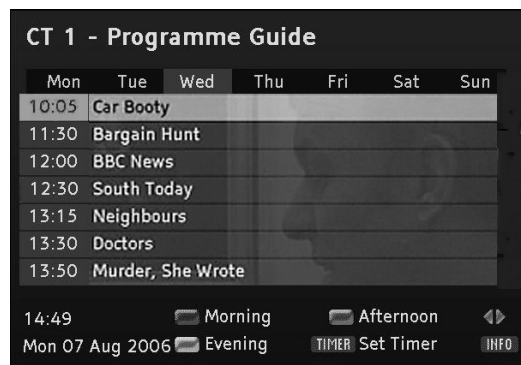 CT 1 - Programme Guide
Mon Tue Wed Thu Fri Sat Sun
10:05 Car Booty
11:30 Bargain Hunt
12:00 BBC News
12:30 South Today
13:15 Neighbours
13:30 Doctors
13:50 Murder, She Wrote
14:49 Morning Afternoon
Mon 07 Aug 2006 Evening TIMER Set Timer INFO